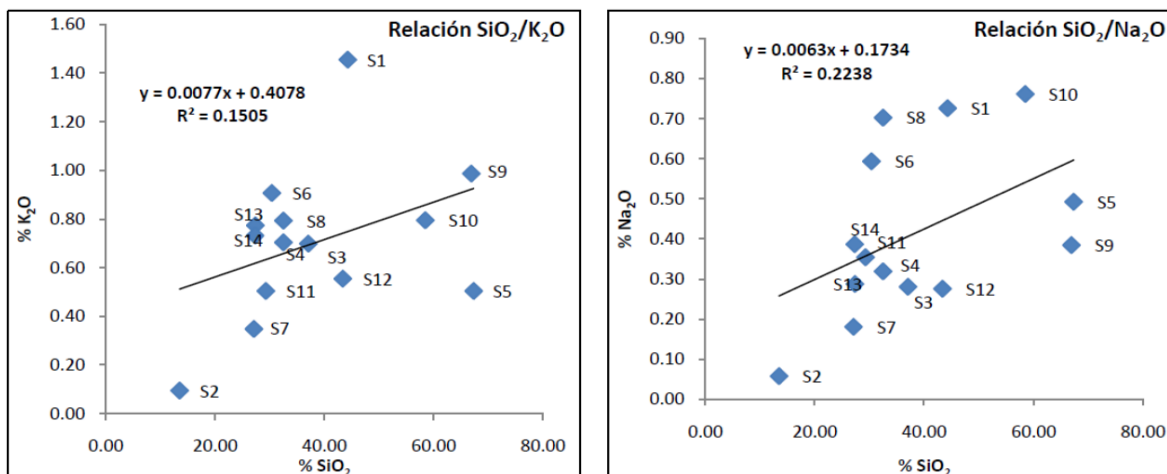 Relación SiO₂/K₂O
y = 0.0077x + 0.4078
R² = 0.1505
% K₂O
1.60
1.40
1.20
1.00
0.80
0.60
0.40
0.20
0.00
S1
S9
S6
S13
S8
S10
S14
S4
S3
S12
S11
S5
S7
S2
0.00 20.00 40.00 60.00 80.00
% SiO₂
Relación SiO₂/Na₂O
y = 0.0063x + 0.1734
R² = 0.2238
% Na₂O
0.90
0.80
0.70
0.60
0.50
0.40
0.30
0.20
0.10
0.00
S10
S1
S8
S6
S5
S14
S11
S9
S4
S13
S3
S12
S7
S2
0.00 20.00 40.00 60.00 80.00
% SiO₂